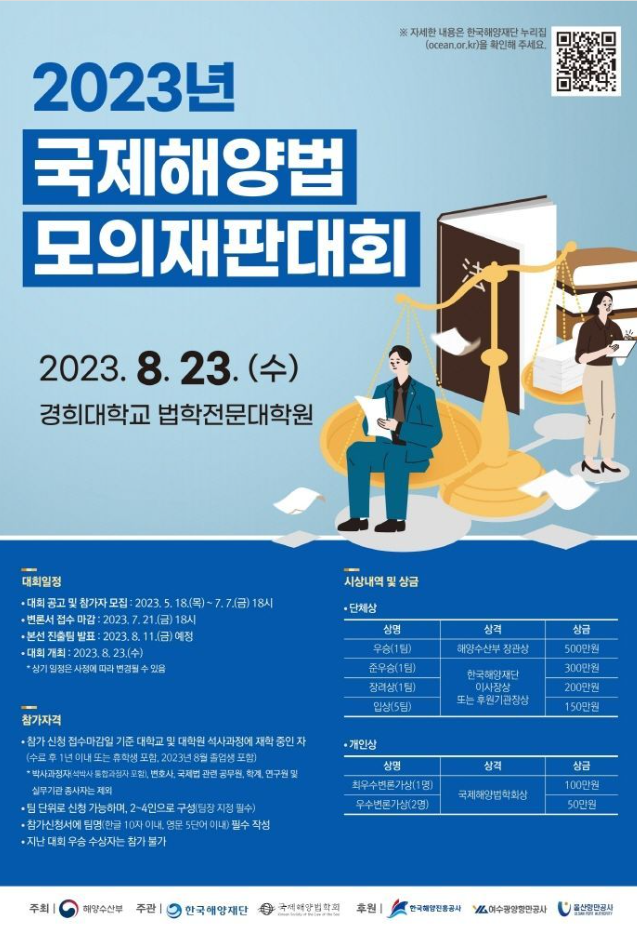 ※ 자세한 내용은 한국해양재단 누리집
(ocean.or.kr)을 확인해 주세요.
2023년
국제해양법
모의재판대회
法
2023. 8. 23. (수)
경희대학교 법학전문대학원
대회일정
• 대회 공고 및 참가자 모집 : 2023. 5. 18.(목) ~ 7. 7.(금) 18시
• 변론서 접수 마감 : 2023. 7. 21.(금) 18시
• 본선 진출팀 발표 : 2023. 8. 11.(금) 예정
• 대회 개최 : 2023. 8. 23.(수)
* 상기 일정은 사정에 따라 변경될 수 있음
참가자격
• 참가 신청 접수마감일 기준 대학교 및 대학원 석사과정에 재학 중인 자
(수료 후 1년 이내 또는 휴학생 포함, 2023년 8월 졸업생 포함)
* 박사과정자(석박사 통합과정자 포함), 변호사, 국제법 관련 공무원, 학계, 연구원 및
실무기관 종사자는 제외
• 팀 단위로 신청 가능하며, 2~4인으로 구성(팀장 지정 필수)
• 참가신청서에 팀명(한글 10자 이내, 영문 5단어 이내) 필수 작성
• 지난 대회 우승 수상자는 참가 불가
시상내역 및 상금
• 단체상
상명 상격 상금
우승(1팀) 해양수산부 장관상 500만원
준우승(1팀) 300만원
한국해양재단
이사장상
또는 후원기관장상
장려상(1팀) 200만원
입상(5팀) 150만원
• 개인상
상명 상격 상금
최우수변론가상(1명) 100만원
국제해양법학회상
우수변론가상(2명) 50만원
주최 | 해양수산부 주관 | 한국해양재단 국제해양법학회 후원 | 한국해양진흥공사 여수광양항만공사 울산항만공사